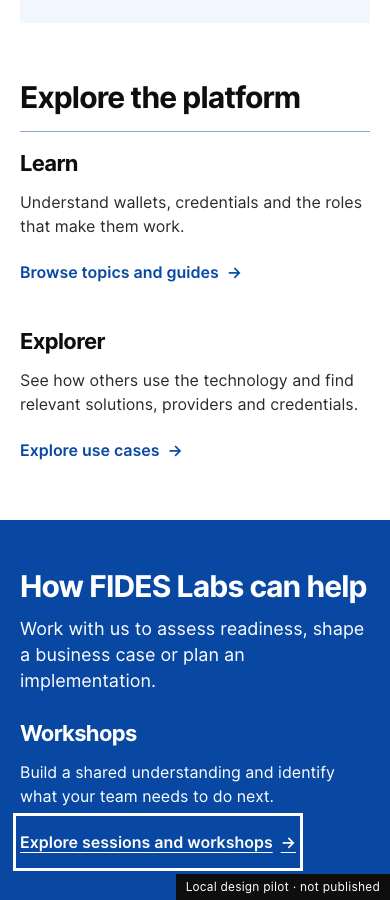 Explore the platform
Learn
Understand wallets, credentials and the roles
that make them work.
Browse topics and guides →
Explorer
See how others use the technology and find
relevant solutions, providers and credentials.
Explore use cases →
How FIDES Labs can help
Work with us to assess readiness, shape
a business case or plan an
implementation.
Workshops
Build a shared understanding and identify
what your team needs to do next.
Explore sessions and workshops →
Local design pilot · not published